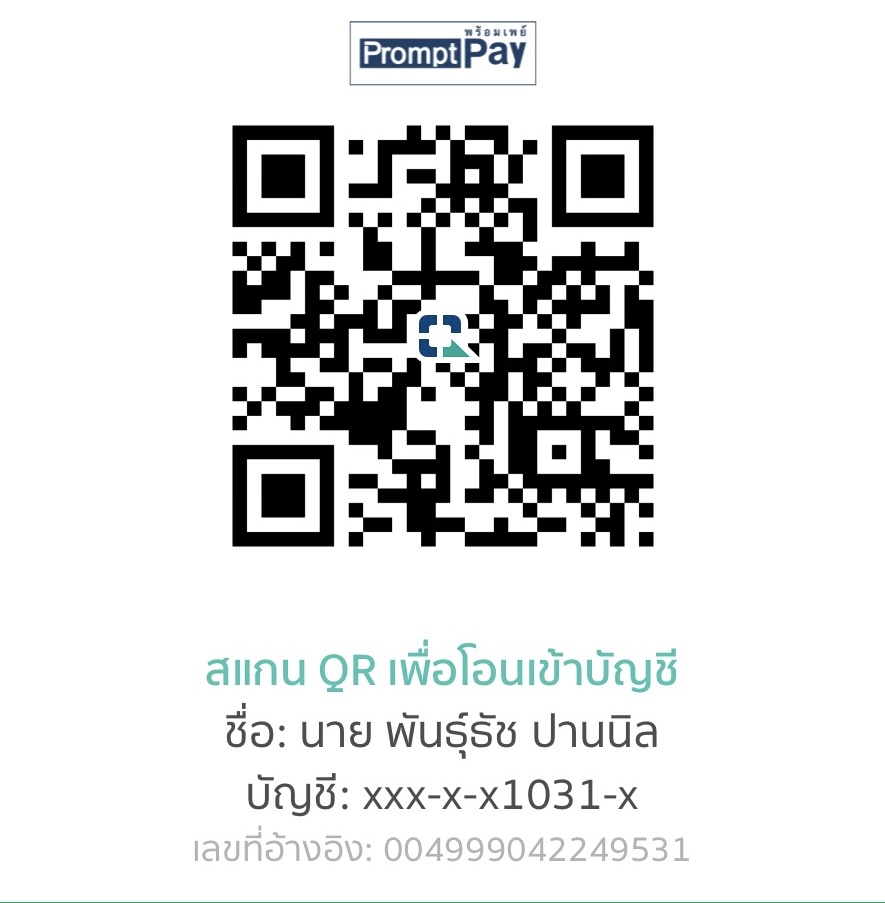 พร้อมเพย์
PromptPay
สแกน QR เพื่อโอนเข้าบัญชี
ชื่อ: นาย พันธุ์ธัช ปานนิล
บัญชี: xxx-x-x1031-x
เลขที่อ้างอิง: 004999042249531